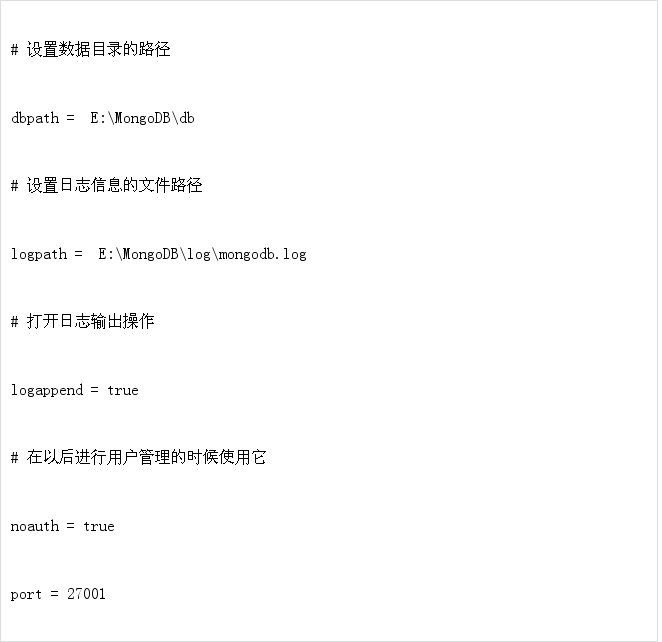 # 设置数据目录的路径
dbpath =  E:\MongoDB\db
# 设置日志信息的文件路径
logpath =  E:\MongoDB\log\mongodb.log
# 打开日志输出操作
logappend = true
# 在以后进行用户管理的时候使用它
noauth = true
port = 27001